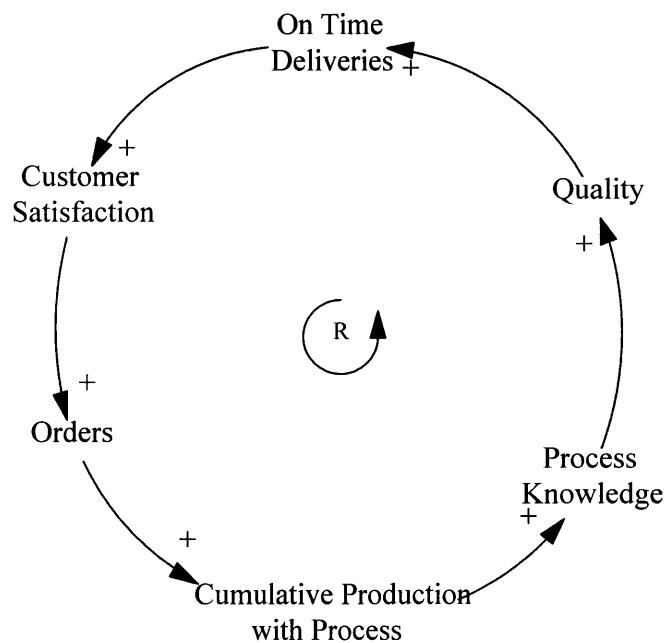 On Time
Deliveries
+
+
Customer
Satisfaction
Quality
+
R
+
Orders
Process
Knowledge
+
+
Cumulative Production
with Process